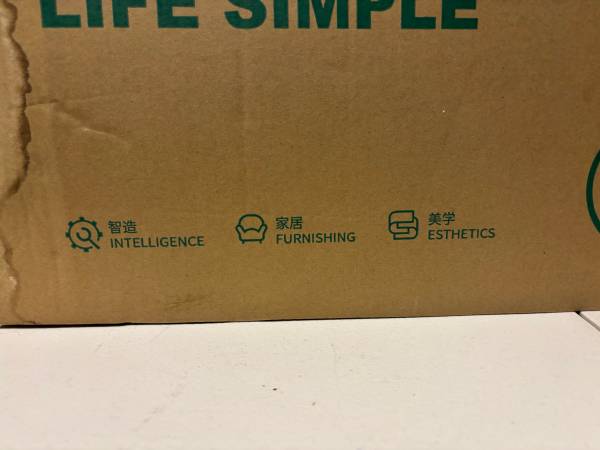 LIFE SIMPLE
智造
INTELLIGENCE
家居
FURNISHING
美学
ESTHETICS